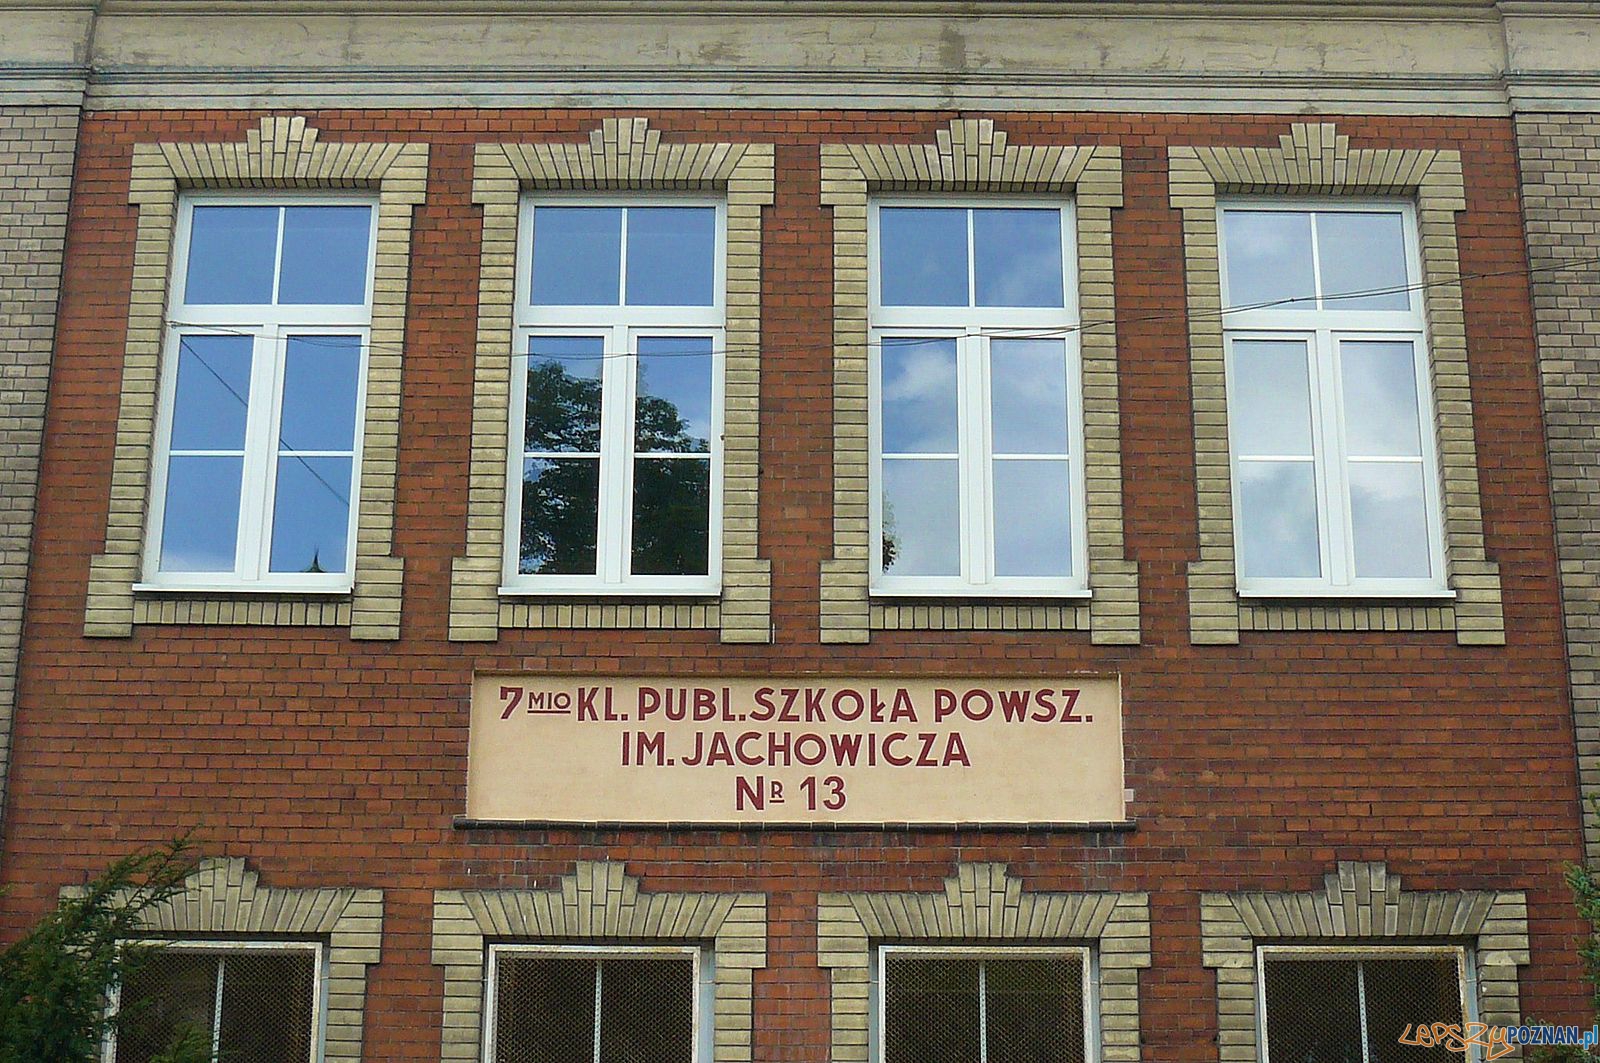 7MIO KL. PUBL. SZKOŁA POWSZ.
IM. JACHOWICZA
NR 13
LEPSZYPOZNAN.pl